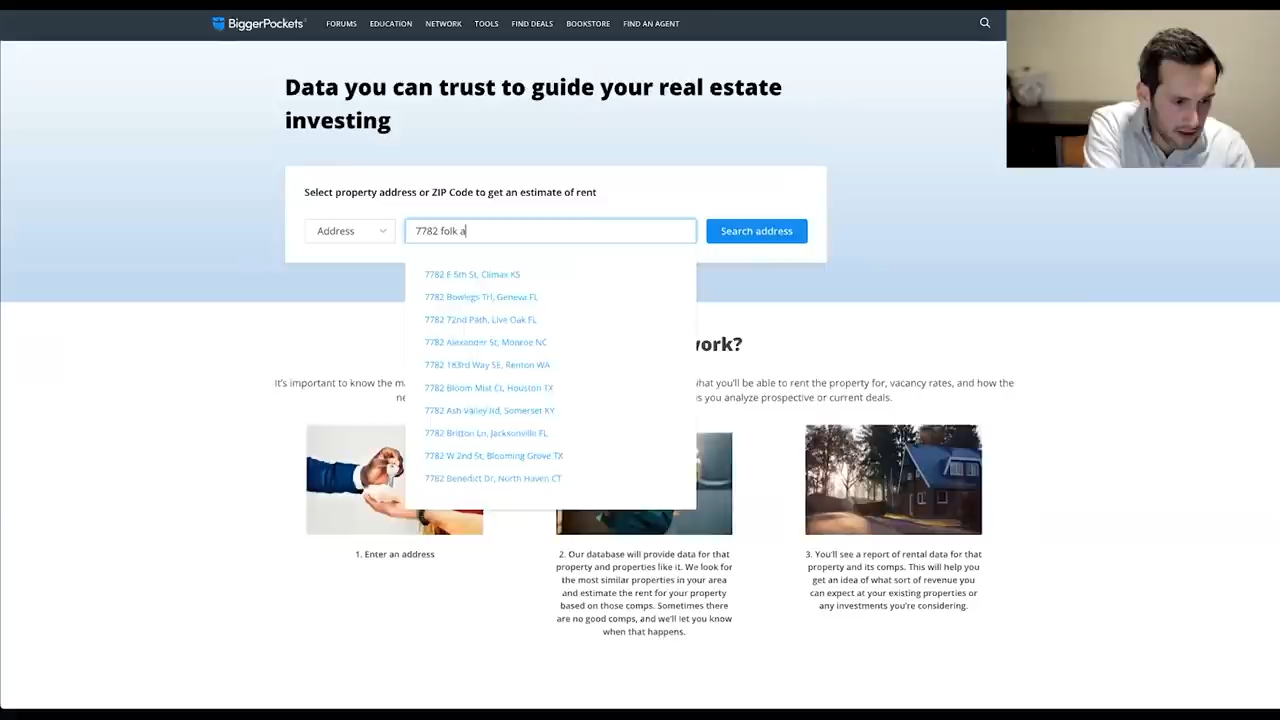 BiggerPockets
FORUMS EDUCATION NETWORK TOOLS FIND DEALS BOOKSTORE FIND AN AGENT
Data you can trust to guide your real estate
investing
Select property address or ZIP Code to get an estimate of rent
Address 7782 folk a Search address
7782 E 5th St, Climax KS
7782 Bowlegs Trl, Geneva FL
7782 72nd Path, Live Oak FL
7782 Alexander St, Monroe NC
7782 183rd Way SE, Renton WA
7782 Bloom Mist Ct, Houston TX
7782 Ash Valley Rd, Somerset KY
7782 Britton Ln, Jacksonville FL
7782 W 2nd St, Blooming Grove TX
7782 Benedict Dr, North Haven CT
work?
It's important to know the ma what you'll be able to rent the property for, vacancy rates, and how the
ne s you analyze prospective or current deals.
1. Enter an address
2. Our database will provide data for that
property and properties like it. We look for
the most similar properties in your area
and estimate the rent for your property
based on those comps. Sometimes there
are no good comps, and we'll let you know
when that happens.
3. You'll see a report of rental data for that
property and its comps. This will help you
get an idea of what sort of revenue you
can expect at your existing properties or
any investments you're considering.